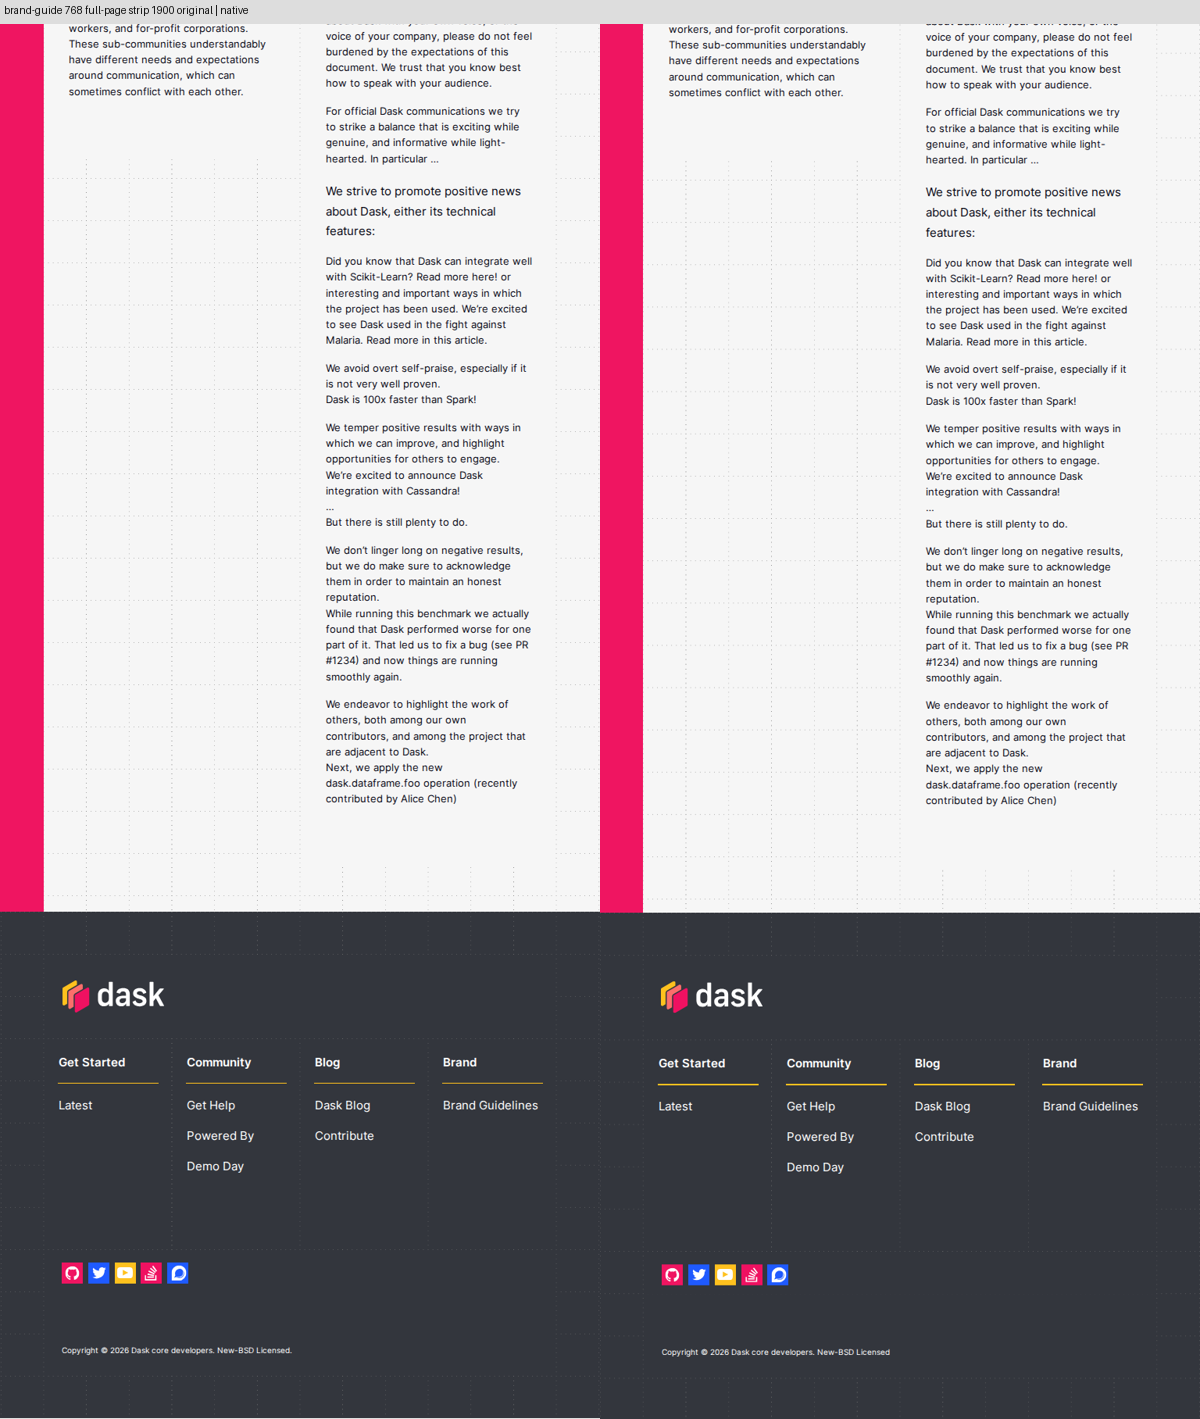 brand-guide 768 full-page strip 1900 original | native
workers, and for-profit corporations.
These sub-communities understandably
have different needs and expectations
around communication, which can
sometimes conflict with each other.
about Dask with your own voice, or the
voice of your company, please do not feel
burdened by the expectations of this
document. We trust that you know best
how to speak with your audience.
For official Dask communications we try
to strike a balance that is exciting while
genuine, and informative while light-
hearted. In particular ...
We strive to promote positive news
about Dask, either its technical
features:
Did you know that Dask can integrate well
with Scikit-Learn? Read more here! or
interesting and important ways in which
the project has been used. We’re excited
to see Dask used in the fight against
Malaria. Read more in this article.
We avoid overt self-praise, especially if it
is not very well proven.
Dask is 100x faster than Spark!
We temper positive results with ways in
which we can improve, and highlight
opportunities for others to engage.
We’re excited to announce Dask
integration with Cassandra!
...
But there is still plenty to do.
We don’t linger long on negative results,
but we do make sure to acknowledge
them in order to maintain an honest
reputation.
While running this benchmark we actually
found that Dask performed worse for one
part of it. That led us to fix a bug (see PR
#1234) and now things are running
smoothly again.
We endeavor to highlight the work of
others, both among our own
contributors, and among the project that
are adjacent to Dask.
Next, we apply the new
dask.dataframe.foo operation (recently
contributed by Alice Chen)
dask
Get Started
Community
Blog
Brand
Latest
Get Help
Dask Blog
Brand Guidelines
Powered By
Contribute
Demo Day
Copyright © 2026 Dask core developers. New-BSD Licensed.
workers, and for-profit corporations.
These sub-communities understandably
have different needs and expectations
around communication, which can
sometimes conflict with each other.
about Dask with your own voice, or the
voice of your company, please do not feel
burdened by the expectations of this
document. We trust that you know best
how to speak with your audience.
For official Dask communications we try
to strike a balance that is exciting while
genuine, and informative while light-
hearted. In particular ...
We strive to promote positive news
about Dask, either its technical
features:
Did you know that Dask can integrate well
with Scikit-Learn? Read more here! or
interesting and important ways in which
the project has been used. We’re excited
to see Dask used in the fight against
Malaria. Read more in this article.
We avoid overt self-praise, especially if it
is not very well proven.
Dask is 100x faster than Spark!
We temper positive results with ways in
which we can improve, and highlight
opportunities for others to engage.
We’re excited to announce Dask
integration with Cassandra!
...
But there is still plenty to do.
We don’t linger long on negative results,
but we do make sure to acknowledge
them in order to maintain an honest
reputation.
While running this benchmark we actually
found that Dask performed worse for one
part of it. That led us to fix a bug (see PR
#1234) and now things are running
smoothly again.
We endeavor to highlight the work of
others, both among our own
contributors, and among the project that
are adjacent to Dask.
Next, we apply the new
dask.dataframe.foo operation (recently
contributed by Alice Chen)
dask
Get Started
Community
Blog
Brand
Latest
Get Help
Dask Blog
Brand Guidelines
Powered By
Contribute
Demo Day
Copyright © 2026 Dask core developers. New-BSD Licensed